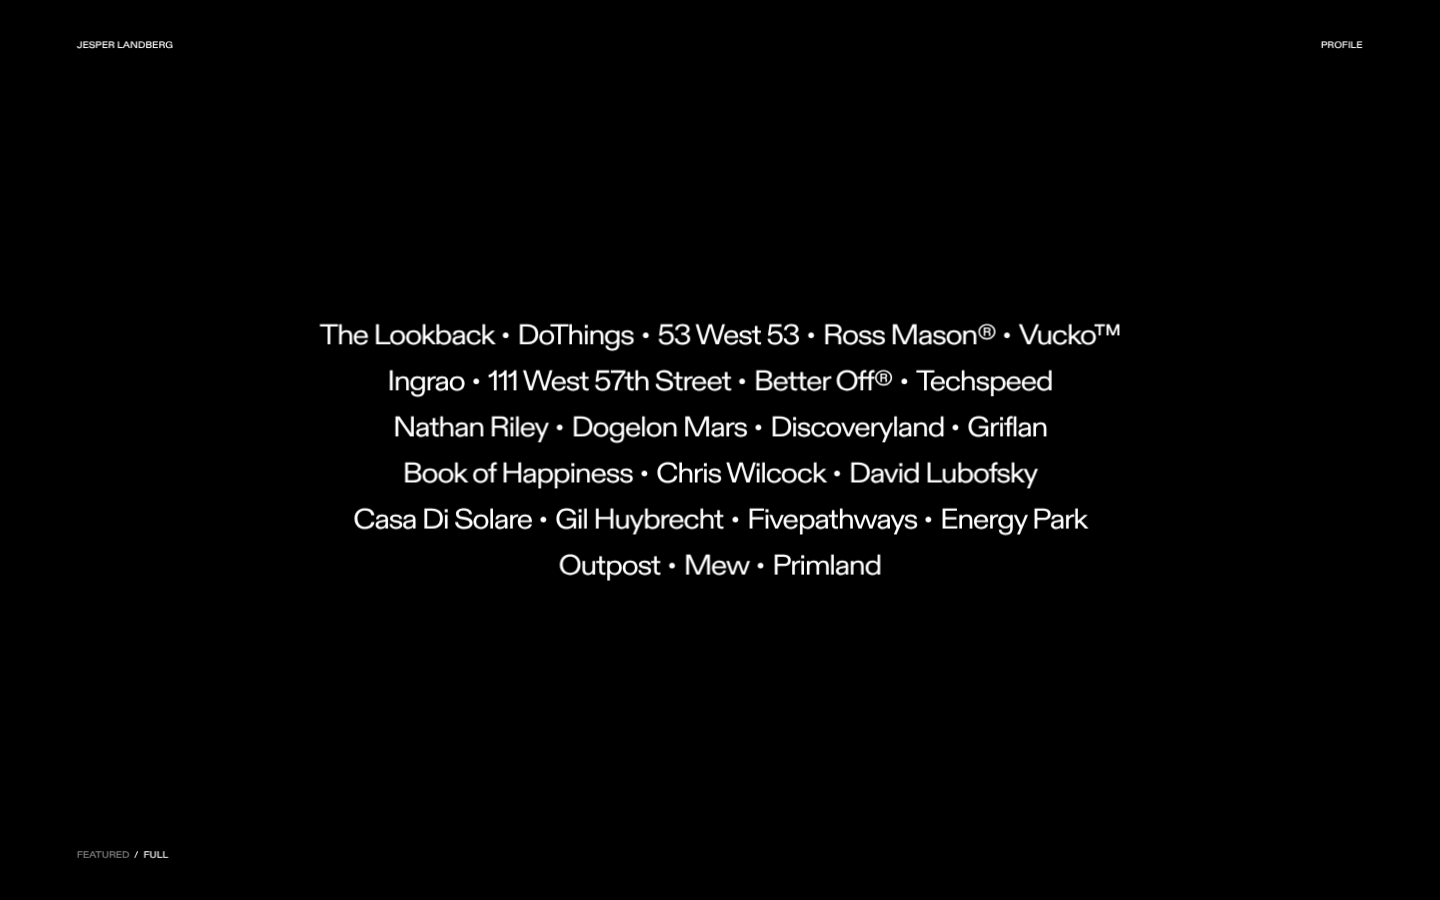 JESPER LANDBERG
PROFILE
The Lookback • DoThings • 53 West 53 • Ross Mason® • Vucko™
Ingrao • 111 West 57th Street • Better Off® • Techspeed
Nathan Riley • Dogelon Mars • Discoveryland • Griflan
Book of Happiness • Chris Wilcock • David Lubofsky
Casa Di Solare • Gil Huybrecht • Fivepathways • Energy Park
Outpost • Mew • Primland
FEATURED / FULL